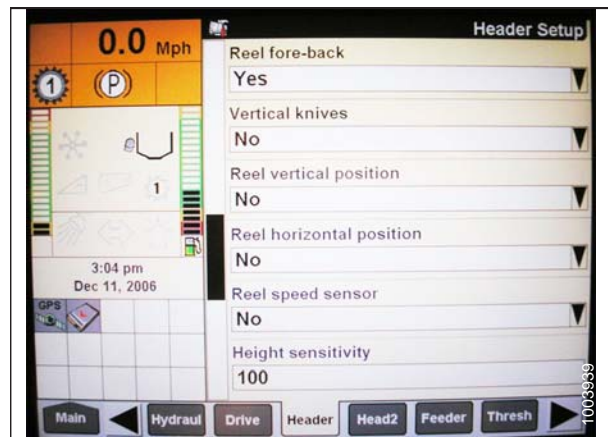 0.0 Mph
Header Setup
1
(P)
Reel fore-back
Yes
Vertical knives
No
Reel vertical position
No
Reel horizontal position
No
Reel speed sensor
No
Height sensitivity
100
1
3:04 pm
Dec 11, 2006
GPS
Main
Hydraul
Drive
Header
Head2
Feeder
Thresh
1003939